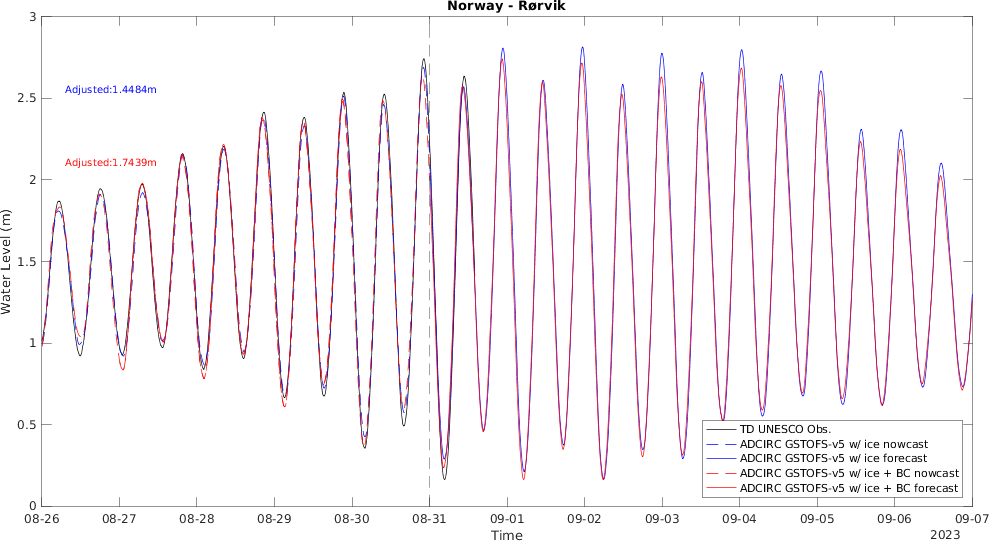 Norway - Rørvik
Water Level (m)
3
2.5
2
1.5
1
0.5
0
Adjusted:1.4484m
Adjusted:1.7439m
TD UNESCO Obs.
ADCIRC GSTOFS-v5 w/ ice nowcast
ADCIRC GSTOFS-v5 w/ ice forecast
ADCIRC GSTOFS-v5 w/ ice + BC nowcast
ADCIRC GSTOFS-v5 w/ ice + BC forecast
08-26 08-27 08-28 08-29 08-30 08-31 09-01 09-02 09-03 09-04 09-05 09-06 09-07
Time
2023